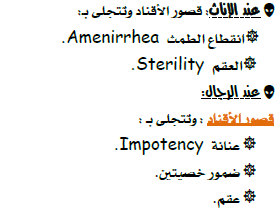 عند الإناث: قصور الأقناد وتتجلى بـ:
انقطاع الطمث Amenirrhea.
العقم Sterility.
عند الرجال:
قصور الأقناد : وتتجلى بـ :
عنانة Impotency.
ضمور خصيتين.
عقم.